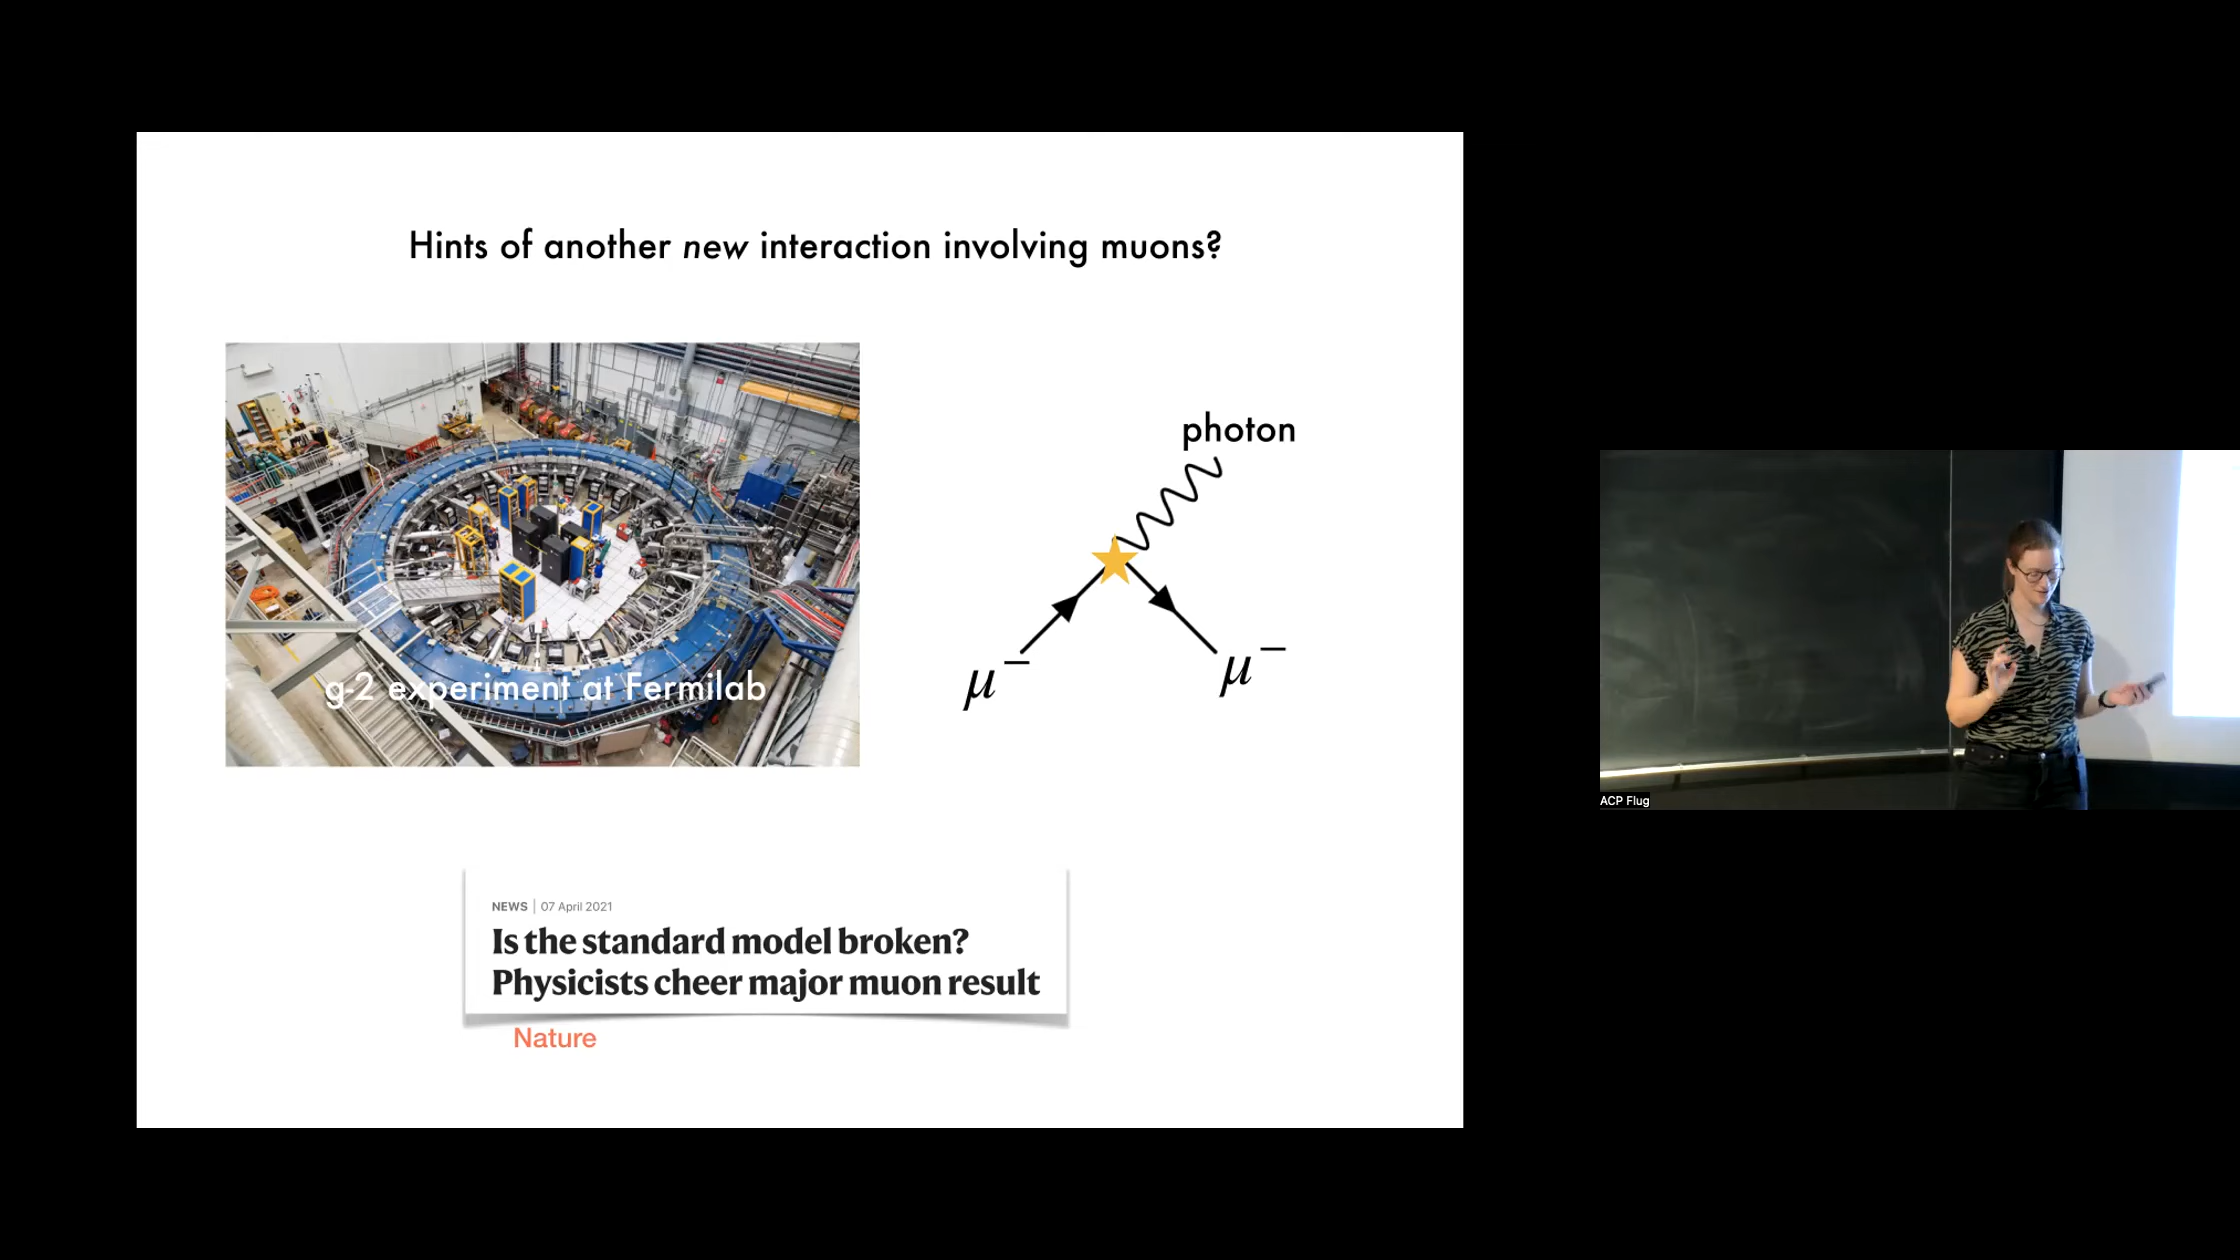 Hints of another new interaction involving muons?
photon
μ⁻
μ⁻
g-2 experiment at Fermilab
NEWS | 07 April 2021
Is the standard model broken?
Physicists cheer major muon result
Nature
ACP Flug